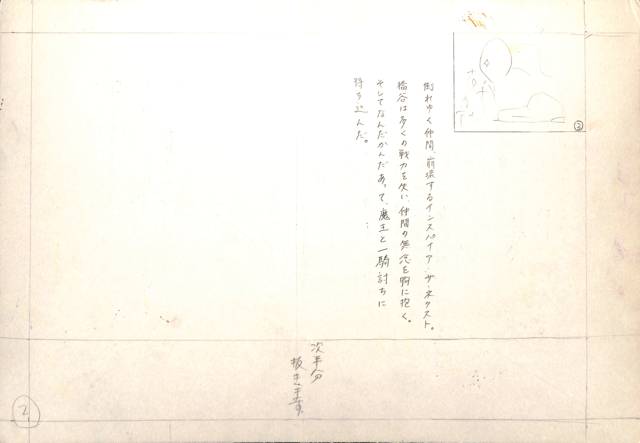 倒れゆく仲間、崩壊するインスパイア・ザ・ネクスト。
橋谷は多くの戦力を失い、仲間の無念を胸に抱く。
そしてなんだかんだあって、魔王と一騎討ちに
持ち込んだ。
次半分
抜きます
2
②